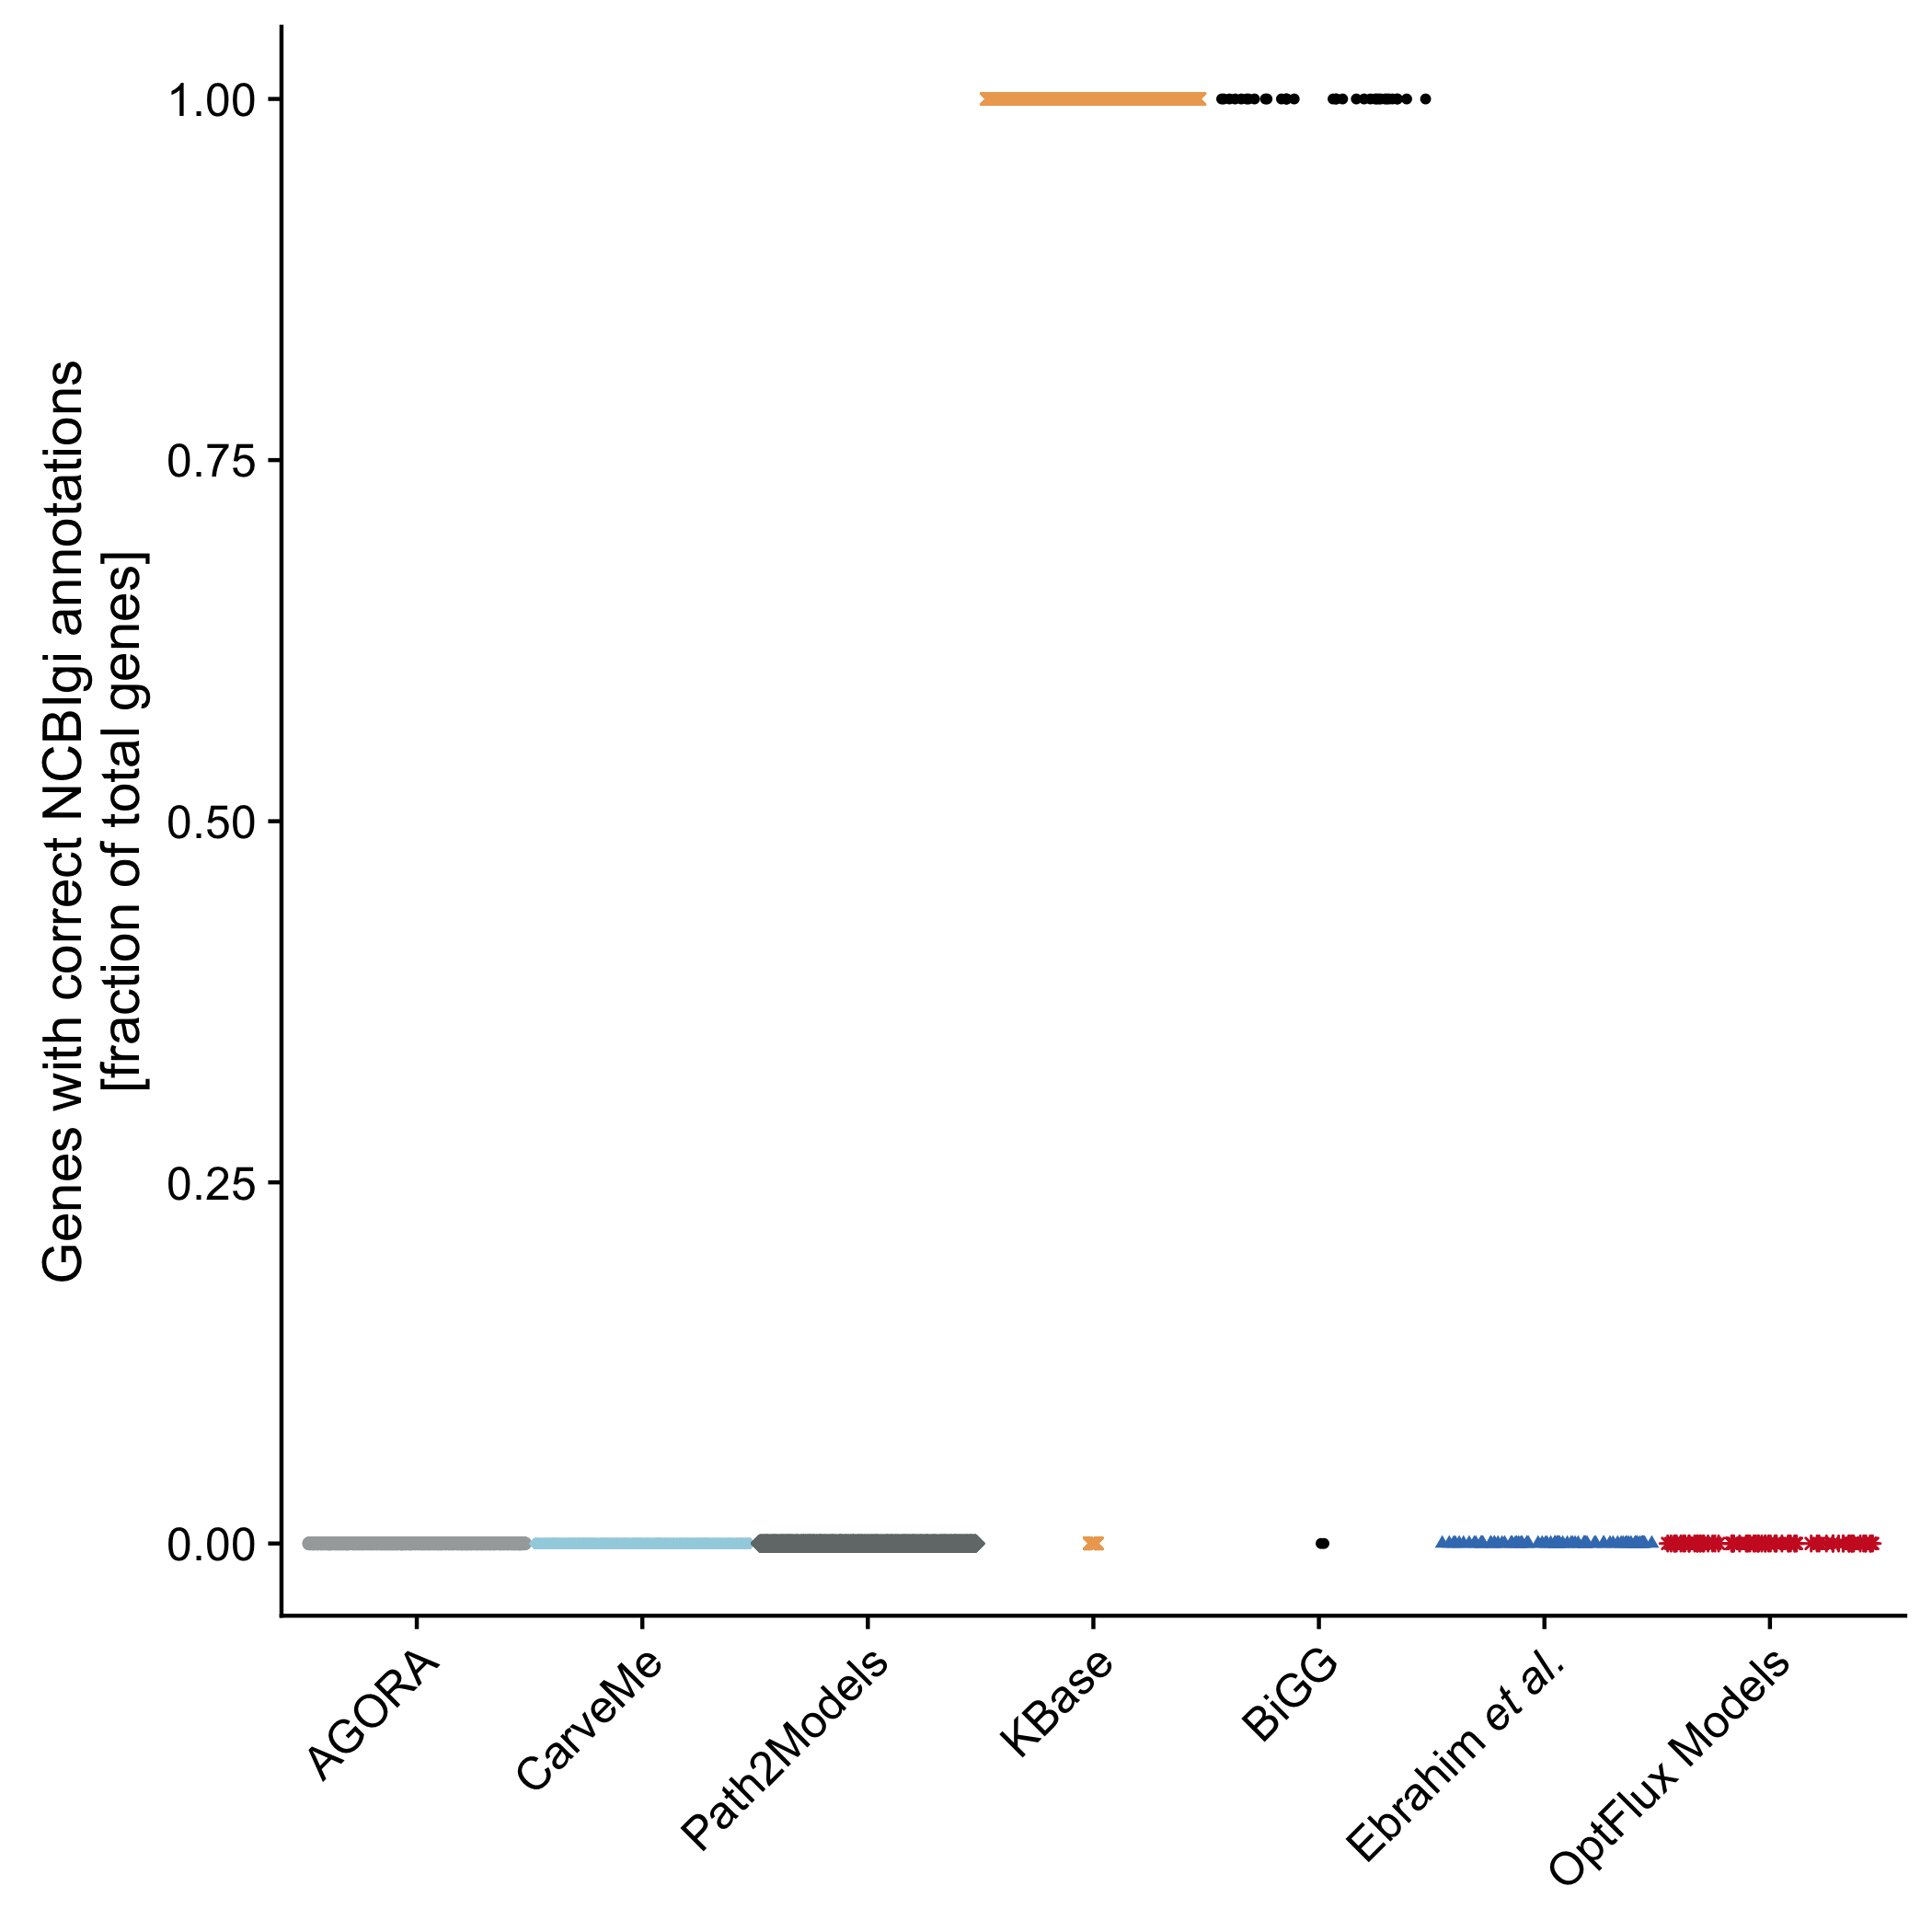 Genes with correct NCBIgi annotations
[fraction of total genes]
1.00
0.75
0.50
0.25
0.00
AGORA
CarveMe
Path2Models
KBase
BiGG
Ebrahim et al.
OptFlux Models